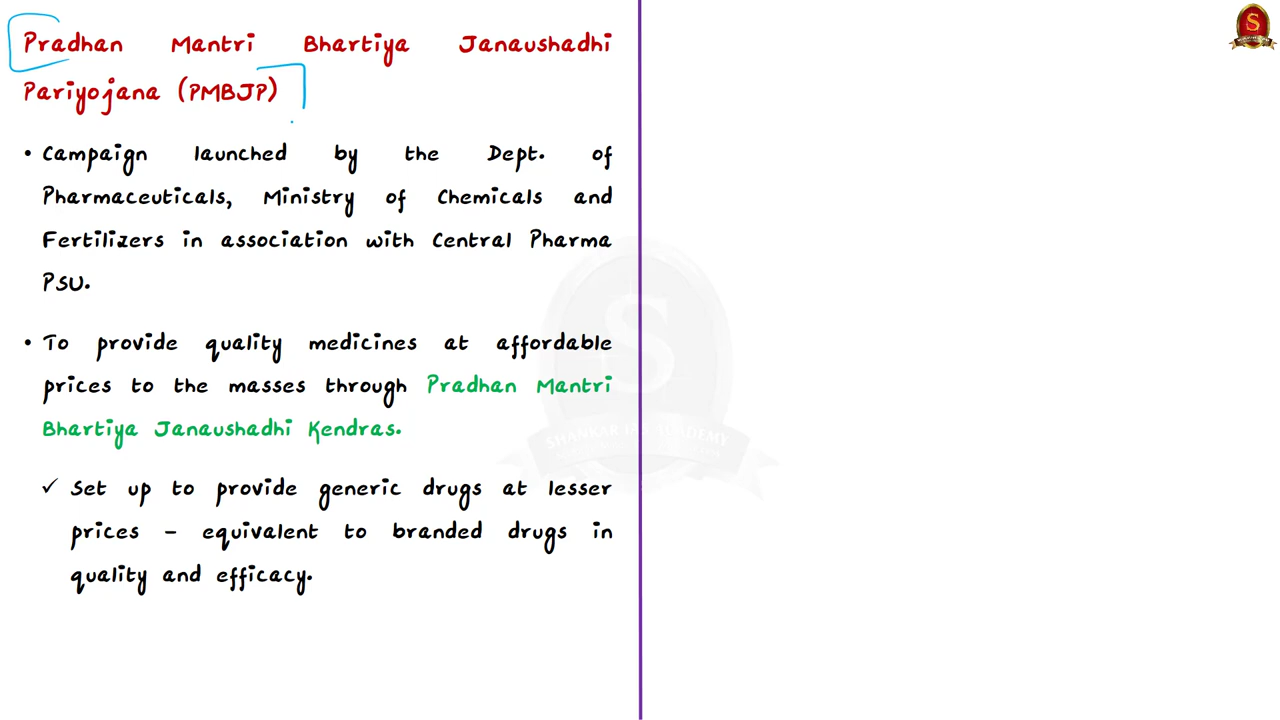 Pradhan Mantri Bhartiya Janaushadhi
Pariyojana (PMBJP)
• Campaign launched by the Dept. of
Pharmaceuticals, Ministry of Chemicals and
Fertilizers in association with Central Pharma
PSU.
• To provide quality medicines at affordable
prices to the masses through Pradhan Mantri
Bhartiya Janaushadhi Kendras.
✓ Set up to provide generic drugs at lesser
prices – equivalent to branded drugs in
quality and efficacy.
S
SHANKAR IAS ACADEMY
S